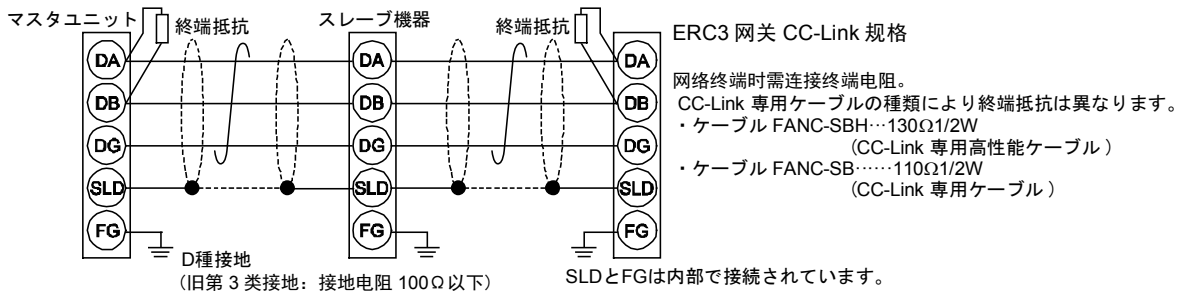 マスタユニット
終端抵抗
スレーブ機器
終端抵抗
ERC3 网关 CC-Link 规格
DA
DB
DG
SLD
FG
DA
DB
DG
SLD
FG
DA
DB
DG
SLD
FG
网络终端时需连接终端电阻。
CC-Link 専用ケーブルの種類により終端抵抗は異なります。
・ケーブル FANC-SBH…130Ω1/2W
(CC-Link 専用高性能ケーブル)
・ケーブル FANC-SB……110Ω1/2W
(CC-Link 専用ケーブル)
D種接地
(旧第 3 类接地：接地电阻 100Ω以下)
SLDとFGは内部で接続されています。